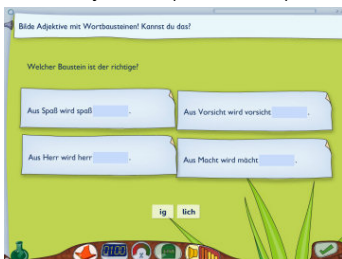 Bilde Adjektive mit Wortbausteinen! Kannst du das?
Welcher Baustein ist der richtige?
Aus Spaß wird spaß .
Aus Vorsicht wird vorsicht .
Aus Herr wird herr .
Aus Macht wird mächt .
ig lich